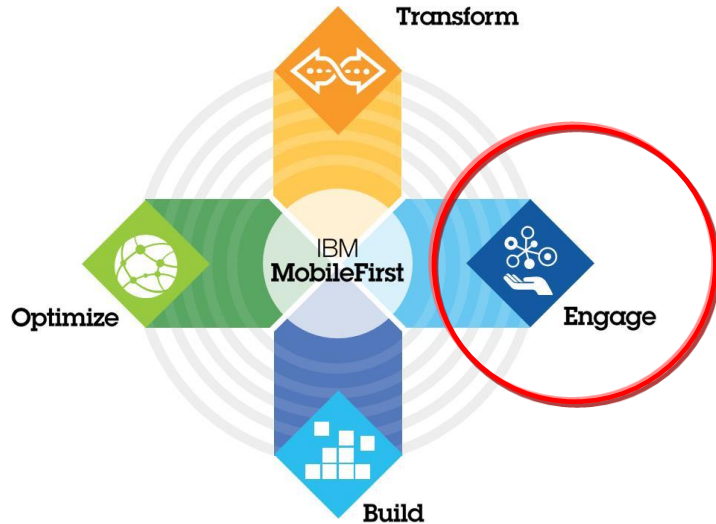 Transform
IBM
MobileFirst
Optimize
Engage
Build